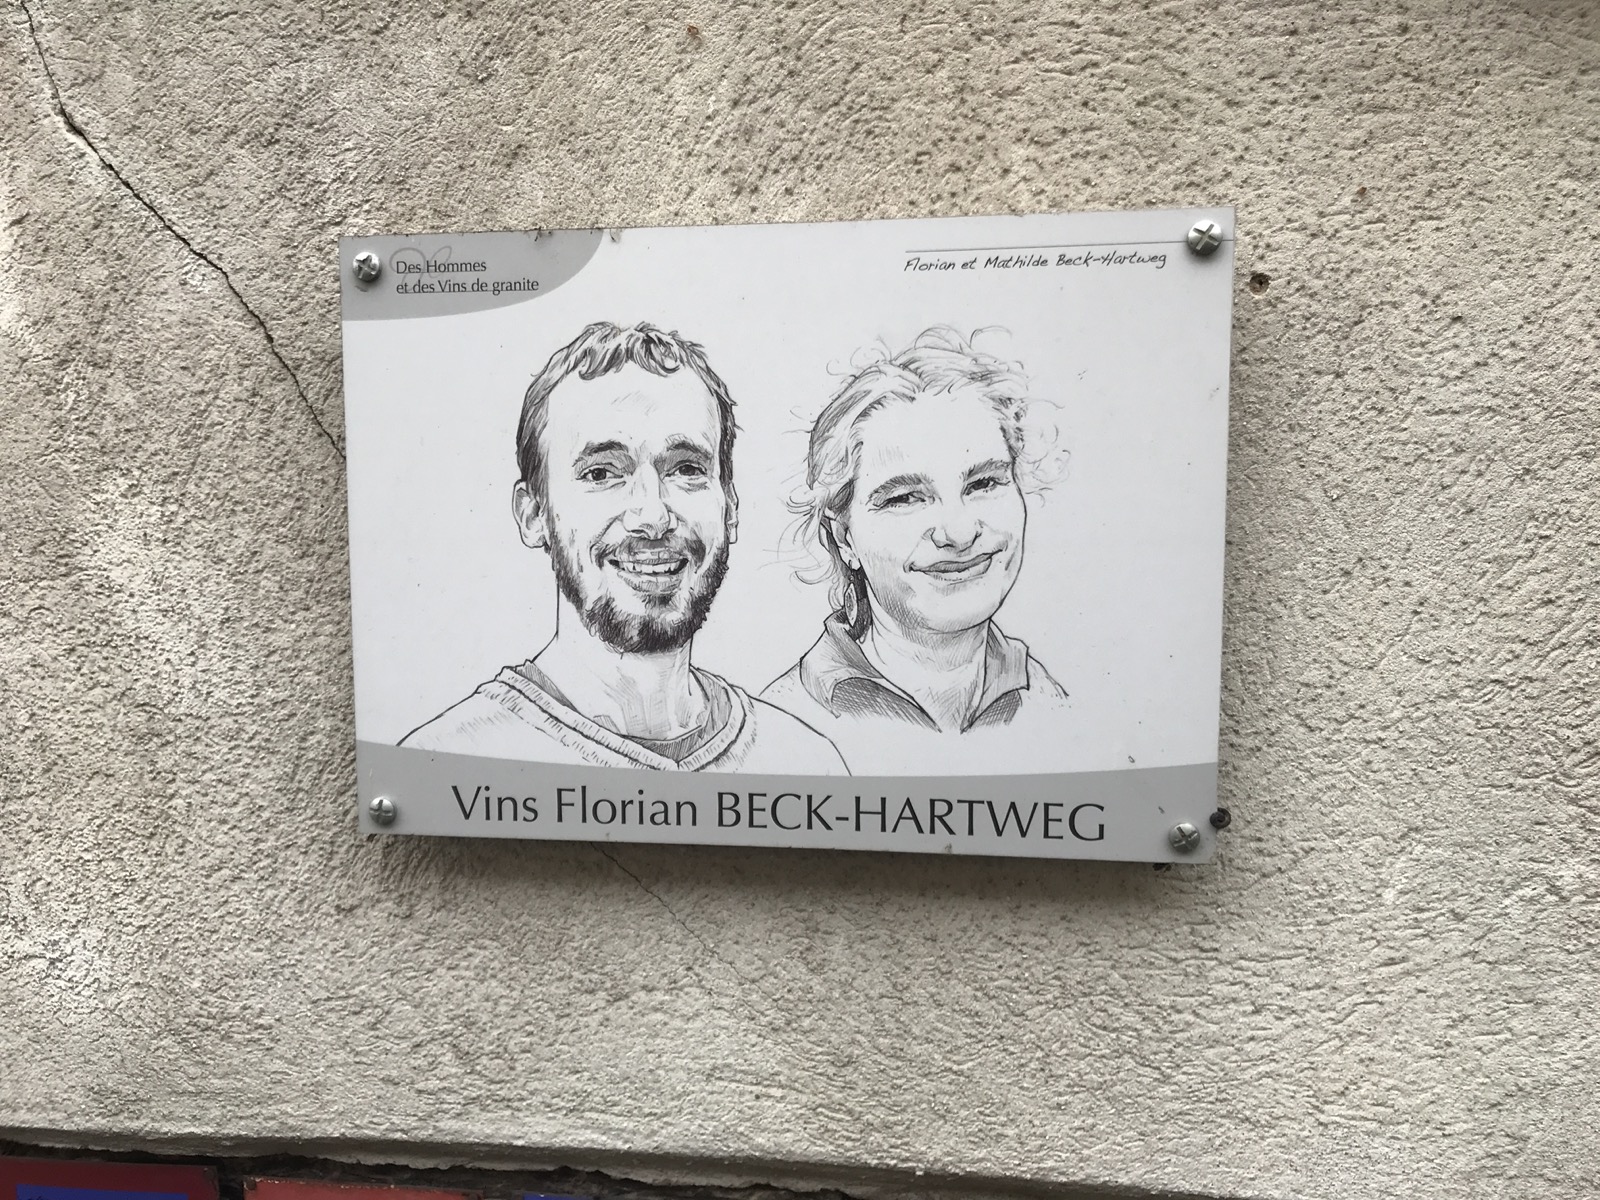 Des Hommes
et des Vins de granite
Florian et Mathilde Beck-Hartweg
Vins Florian BECK-HARTWEG